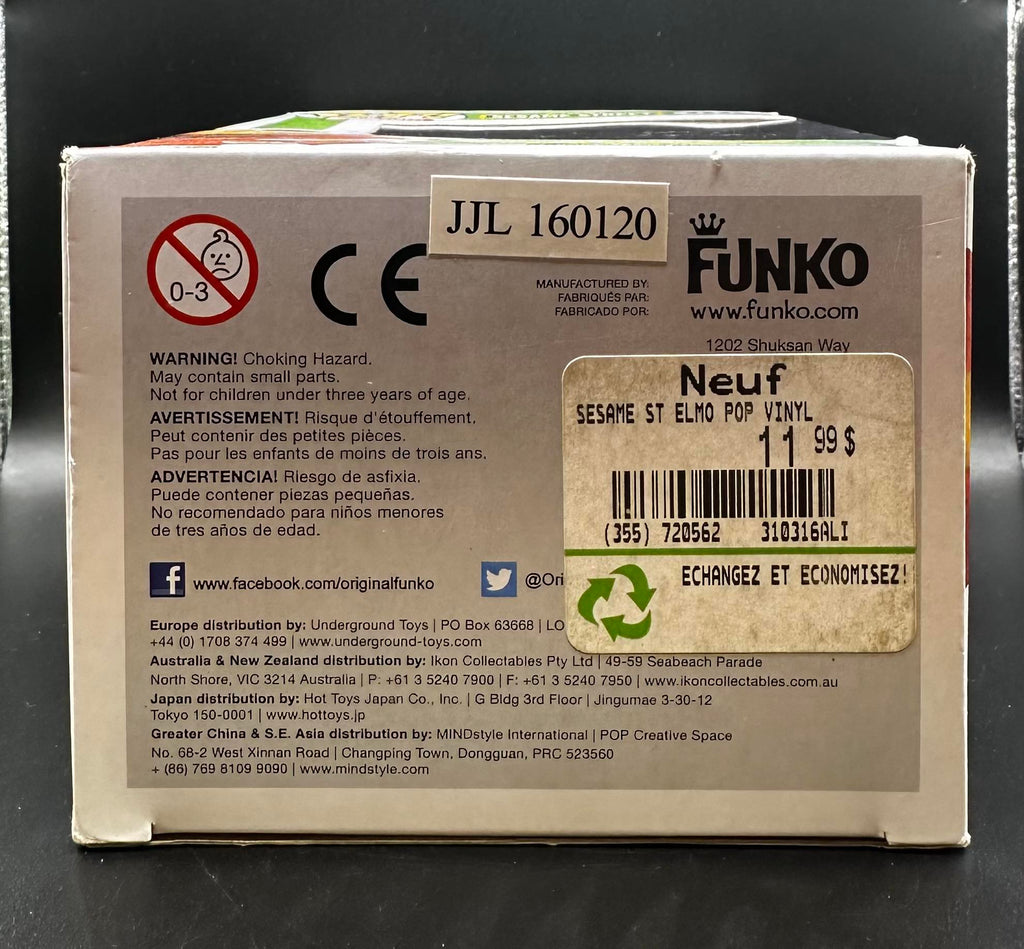 SESAME STREET
JJL 160120
0-3
CE
MANUFACTURED BY:
FABRIQUÉS PAR:
FABRICADO POR:
FUNKO
www.funko.com
1202 Shuksan Way
WARNING! Choking Hazard.
May contain small parts.
Not for children under three years of age.
AVERTISSEMENT! Risque d'étouffement.
Peut contenir des petites pièces.
Pas pour les enfants de moins de trois ans.
ADVERTENCIA! Riesgo de asfixia.
Puede contener piezas pequeñas.
No recomendado para niños menores
de tres años de edad.
Neuf
SESAME ST ELMO POP VINYL
11 99 $
(355) 720562 310316ALI
ECHANGEZ ET ECONOMISEZ!
f www.facebook.com/originalfunko
@Ori
Europe distribution by: Underground Toys | PO Box 63668 | LO
+44 (0) 1708 374 499 | www.underground-toys.com
Australia & New Zealand distribution by: Ikon Collectables Pty Ltd | 49-59 Seabeach Parade
North Shore, VIC 3214 Australia | P: +61 3 5240 7900 | F: +61 3 5240 7950 | www.ikoncollectables.com.au
Japan distribution by: Hot Toys Japan Co., Inc. | G Bldg 3rd Floor | Jingumae 3-30-12
Tokyo 150-0001 | www.hottoys.jp
Greater China & S.E. Asia distribution by: MINDstyle International | POP Creative Space
No. 68-2 West Xinnan Road | Changping Town, Dongguan, PRC 523560
+ (86) 769 8109 9090 | www.mindstyle.com